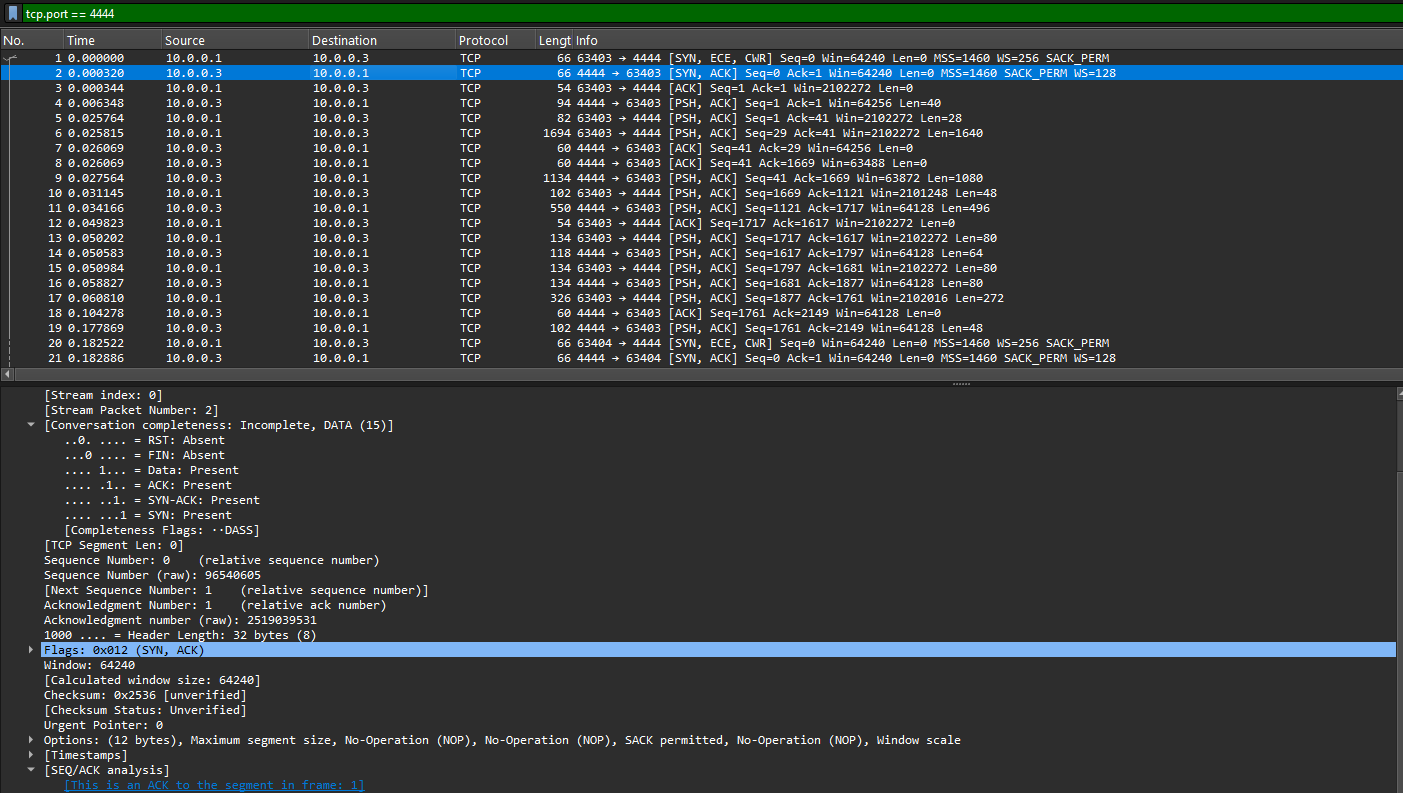 tcp.port == 4444
No. Time Source Destination Protocol Lengt Info
1 0.000000 10.0.0.1 10.0.0.3 TCP 66 63403 → 4444 [SYN, ECE, CWR] Seq=0 Win=64240 Len=0 MSS=1460 WS=256 SACK_PERM
2 0.000320 10.0.0.3 10.0.0.1 TCP 66 4444 → 63403 [SYN, ACK] Seq=0 Ack=1 Win=64240 Len=0 MSS=1460 SACK_PERM WS=128
3 0.000344 10.0.0.1 10.0.0.3 TCP 54 63403 → 4444 [ACK] Seq=1 Ack=1 Win=2102272 Len=0
4 0.006348 10.0.0.3 10.0.0.1 TCP 94 4444 → 63403 [PSH, ACK] Seq=1 Ack=1 Win=64256 Len=40
5 0.025764 10.0.0.1 10.0.0.3 TCP 82 63403 → 4444 [PSH, ACK] Seq=1 Ack=41 Win=2102272 Len=28
6 0.025815 10.0.0.1 10.0.0.3 TCP 1694 63403 → 4444 [PSH, ACK] Seq=29 Ack=41 Win=2102272 Len=1640
7 0.026069 10.0.0.3 10.0.0.1 TCP 60 4444 → 63403 [ACK] Seq=41 Ack=29 Win=64256 Len=0
8 0.026069 10.0.0.3 10.0.0.1 TCP 60 4444 → 63403 [ACK] Seq=41 Ack=1669 Win=63488 Len=0
9 0.027564 10.0.0.3 10.0.0.1 TCP 1134 4444 → 63403 [PSH, ACK] Seq=41 Ack=1669 Win=63872 Len=1080
10 0.031145 10.0.0.1 10.0.0.3 TCP 102 63403 → 4444 [PSH, ACK] Seq=1669 Ack=1121 Win=2101248 Len=48
11 0.034166 10.0.0.3 10.0.0.1 TCP 550 4444 → 63403 [PSH, ACK] Seq=1121 Ack=1717 Win=64128 Len=496
12 0.049823 10.0.0.1 10.0.0.3 TCP 54 63403 → 4444 [ACK] Seq=1717 Ack=1617 Win=2102272 Len=0
13 0.050202 10.0.0.1 10.0.0.3 TCP 134 63403 → 4444 [PSH, ACK] Seq=1717 Ack=1617 Win=2102272 Len=80
14 0.050583 10.0.0.3 10.0.0.1 TCP 118 4444 → 63403 [PSH, ACK] Seq=1617 Ack=1797 Win=64128 Len=64
15 0.050984 10.0.0.1 10.0.0.3 TCP 134 63403 → 4444 [PSH, ACK] Seq=1797 Ack=1681 Win=2102272 Len=80
16 0.058827 10.0.0.3 10.0.0.1 TCP 134 4444 → 63403 [PSH, ACK] Seq=1681 Ack=1877 Win=64128 Len=80
17 0.060810 10.0.0.1 10.0.0.3 TCP 326 63403 → 4444 [PSH, ACK] Seq=1877 Ack=1761 Win=2102016 Len=272
18 0.104278 10.0.0.3 10.0.0.1 TCP 60 4444 → 63403 [ACK] Seq=1761 Ack=2149 Win=64128 Len=0
19 0.177869 10.0.0.3 10.0.0.1 TCP 102 4444 → 63403 [PSH, ACK] Seq=1761 Ack=2149 Win=64128 Len=48
20 0.182522 10.0.0.1 10.0.0.3 TCP 66 63404 → 4444 [SYN, ECE, CWR] Seq=0 Win=64240 Len=0 MSS=1460 WS=256 SACK_PERM
21 0.182886 10.0.0.3 10.0.0.1 TCP 66 4444 → 63404 [SYN, ACK] Seq=0 Ack=1 Win=64240 Len=0 MSS=1460 SACK_PERM WS=128
[Stream index: 0]
[Stream Packet Number: 2]
[Conversation completeness: Incomplete, DATA (15)]
..0. .... = RST: Absent
...0 .... = FIN: Absent
.... 1... = Data: Present
.... .1.. = ACK: Present
.... ..1. = SYN-ACK: Present
.... ...1 = SYN: Present
[Completeness Flags: ··DASS]
[TCP Segment Len: 0]
Sequence Number: 0 (relative sequence number)
Sequence Number (raw): 96540605
[Next Sequence Number: 1 (relative sequence number)]
Acknowledgment Number: 1 (relative ack number)
Acknowledgment number (raw): 2519039531
1000 .... = Header Length: 32 bytes (8)
Flags: 0x012 (SYN, ACK)
Window: 64240
[Calculated window size: 64240]
Checksum: 0x2536 [unverified]
[Checksum Status: Unverified]
Urgent Pointer: 0
Options: (12 bytes), Maximum segment size, No-Operation (NOP), No-Operation (NOP), SACK permitted, No-Operation (NOP), Window scale
[Timestamps]
[SEQ/ACK analysis]
[This is an ACK to the segment in frame: 1]